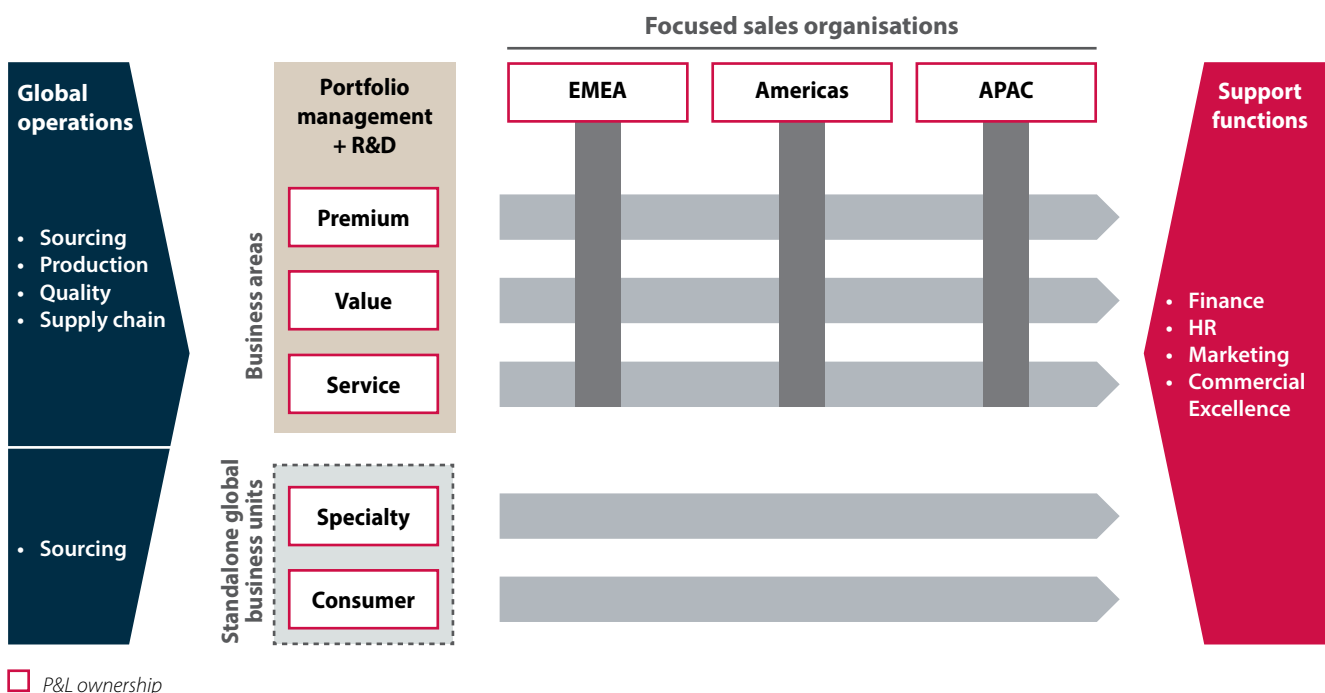 Focused sales organisations
Global
operations
Portfolio
management
+ R&D
EMEA
Americas
APAC
Support
functions
• Sourcing
• Production
• Quality
• Supply chain
Business areas
Premium
Value
Service
• Finance
• HR
• Marketing
• Commercial
Excellence
• Sourcing
Standalone global
business units
Specialty
Consumer
P&L ownership